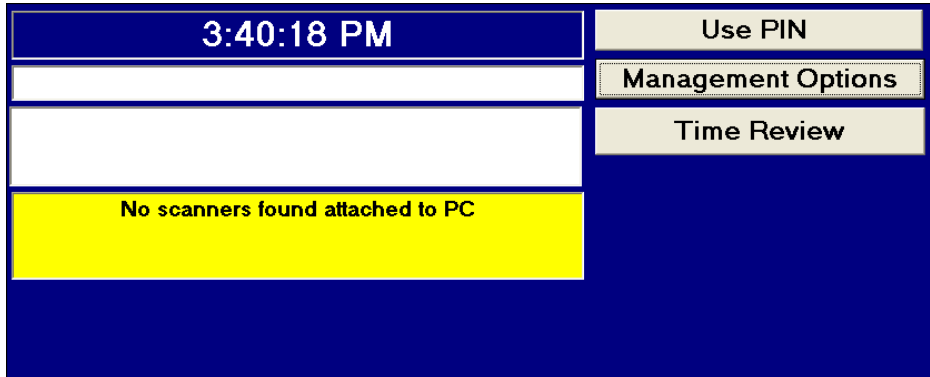 3:40:18 PM
Use PIN
Management Options
Time Review
No scanners found attached to PC